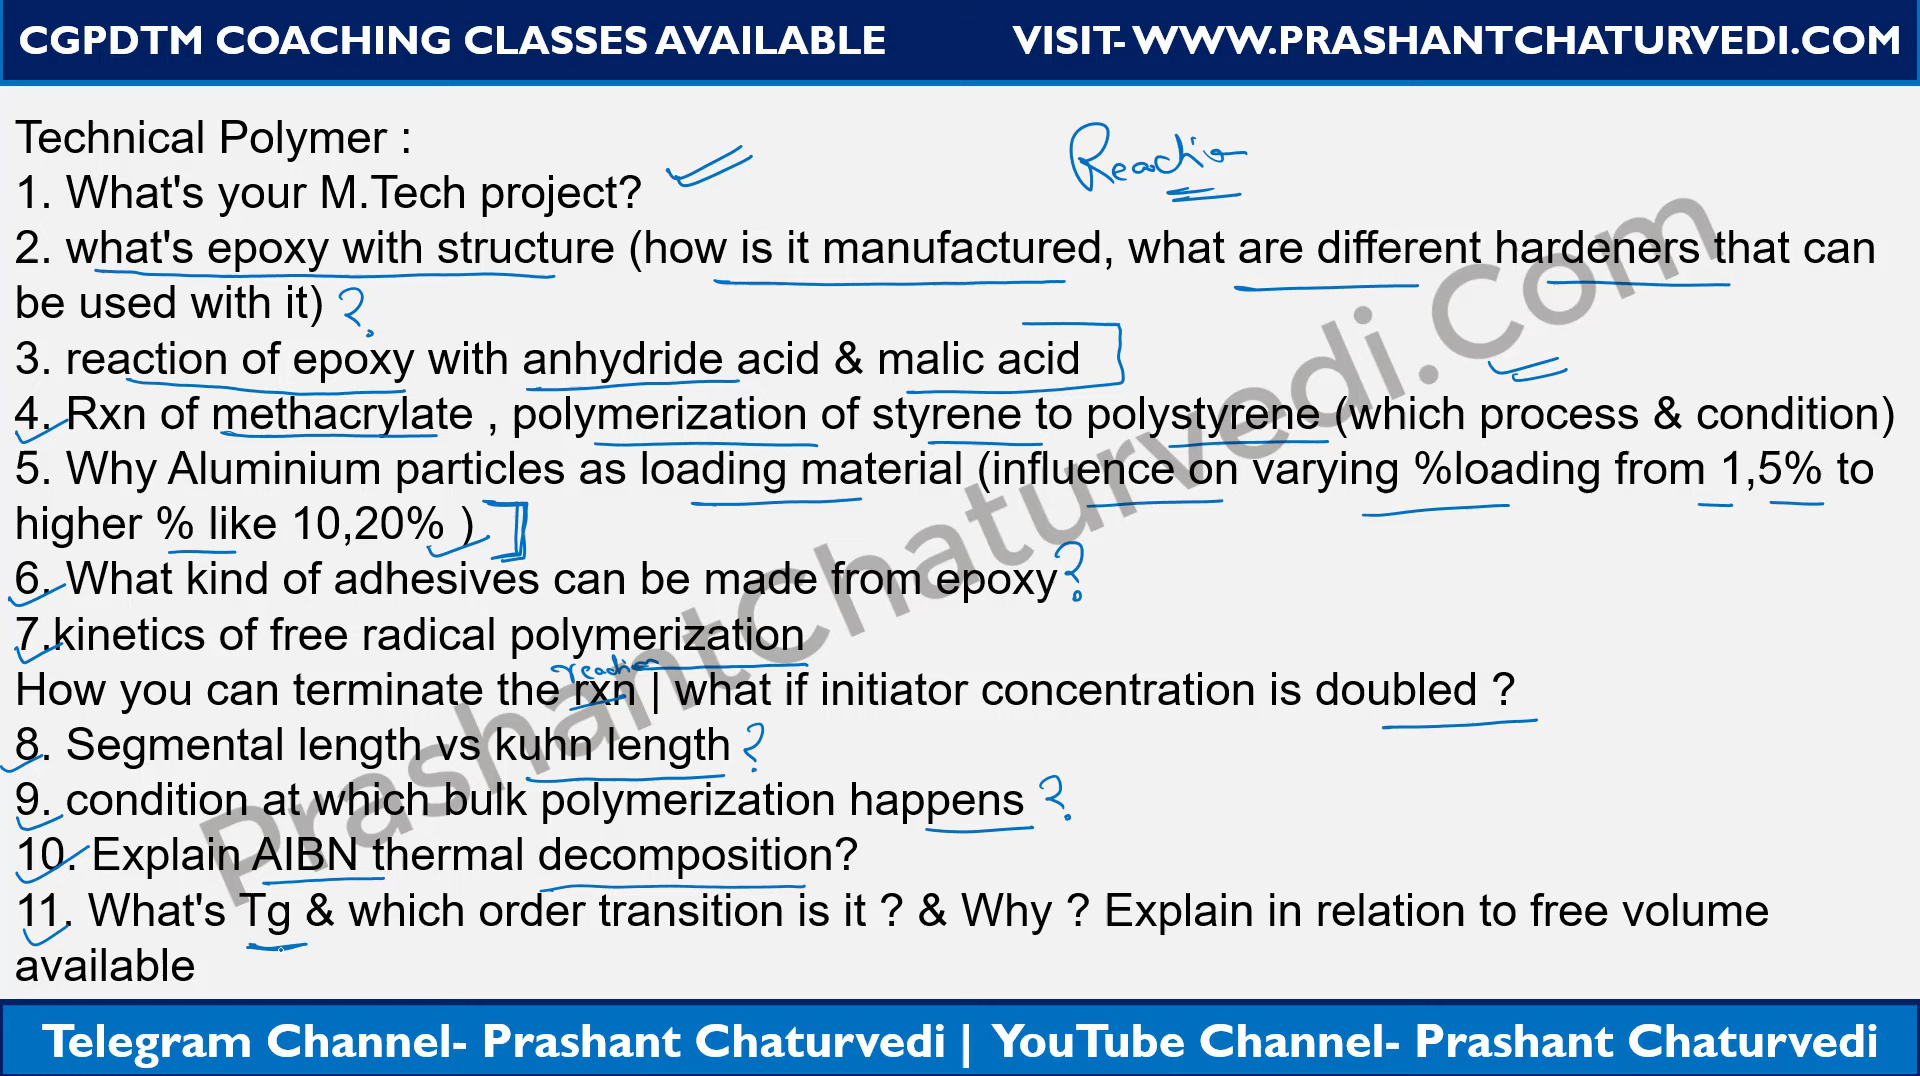 CGPDTM COACHING CLASSES AVAILABLE VISIT- WWW.PRASHANTCHATURVEDI.COM
Technical Polymer :
Reaction
1. What's your M.Tech project?
2. what's epoxy with structure (how is it manufactured, what are different hardeners that can
be used with it) ?
3. reaction of epoxy with anhydride acid & malic acid
4. Rxn of methacrylate , polymerization of styrene to polystyrene (which process & condition)
5. Why Aluminium particles as loading material (influence on varying %loading from 1,5% to
higher % like 10,20% )
6. What kind of adhesives can be made from epoxy?
7.kinetics of free radical polymerization
reaction
How you can terminate the rxn | what if initiator concentration is doubled ?
8. Segmental length vs kuhn length ?
9. condition at which bulk polymerization happens ?
10. Explain AIBN thermal decomposition?
11. What's Tg & which order transition is it ? & Why ? Explain in relation to free volume
available
PrashantChaturvedi.Com
Telegram Channel- Prashant Chaturvedi | YouTube Channel- Prashant Chaturvedi